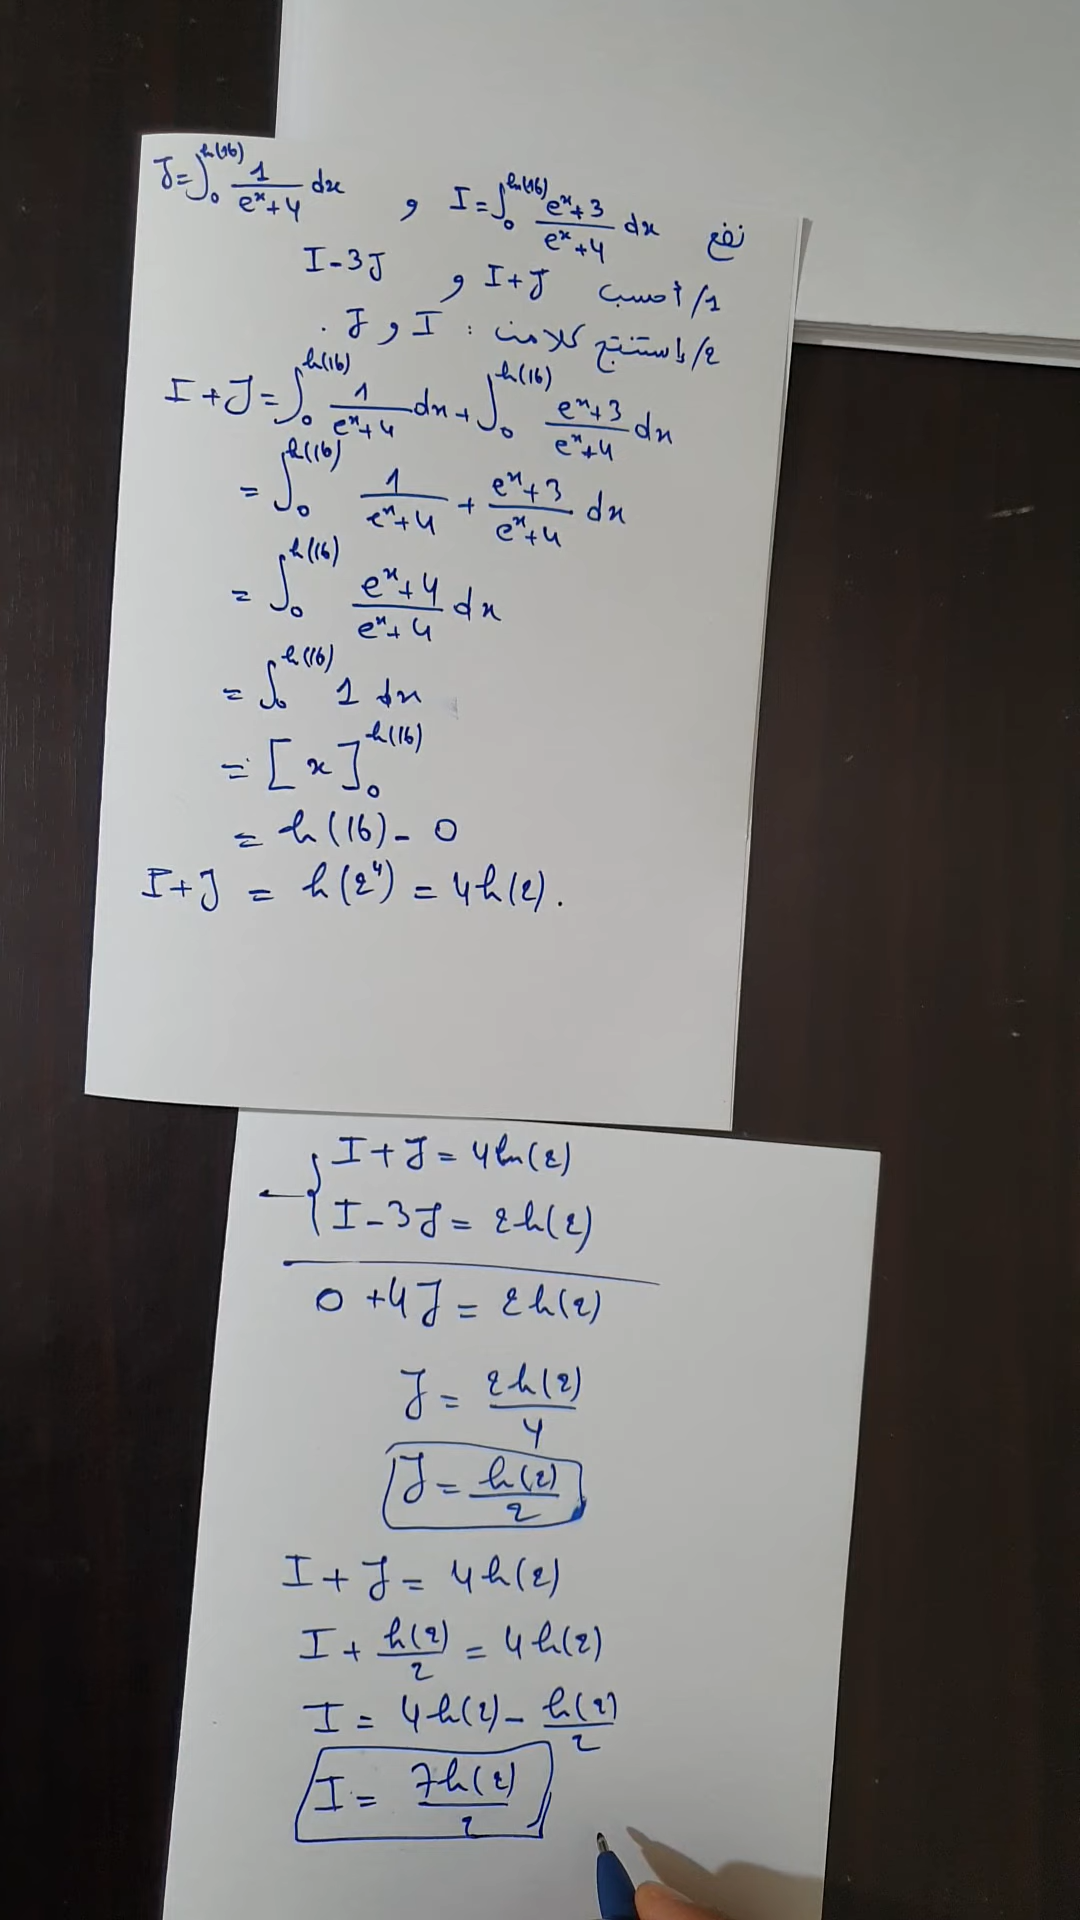 نضع I=∫₀^ln(16) (eˣ+3)/(eˣ+4) dx , J=∫₀^ln(16) 1/(eˣ+4) dx
1/ أحسب I+J و I-3J
2/ استنتج كلا من : I و J .
I+J=∫₀^ln(16) 1/(eˣ+4) dx+∫₀^ln(16) (eˣ+3)/(eˣ+4) dx
=∫₀^ln(16) 1/(eˣ+4) + (eˣ+3)/(eˣ+4) dx
=∫₀^ln(16) (eˣ+4)/(eˣ+4) dx
=∫₀^ln(16) 1 dx
=[x]₀^ln(16)
= ln(16)- 0
I+J = ln(2⁴) = 4ln(2).
I+J=4ln(2)
I-3J= 2ln(2)
0 +4J = 2ln(2)
J= 2ln(2)/4
J= ln(2)/2
I+J= 4ln(2)
I+ ln(2)/2 = 4ln(2)
I= 4ln(2)- ln(2)/2
I= 7ln(2)/2